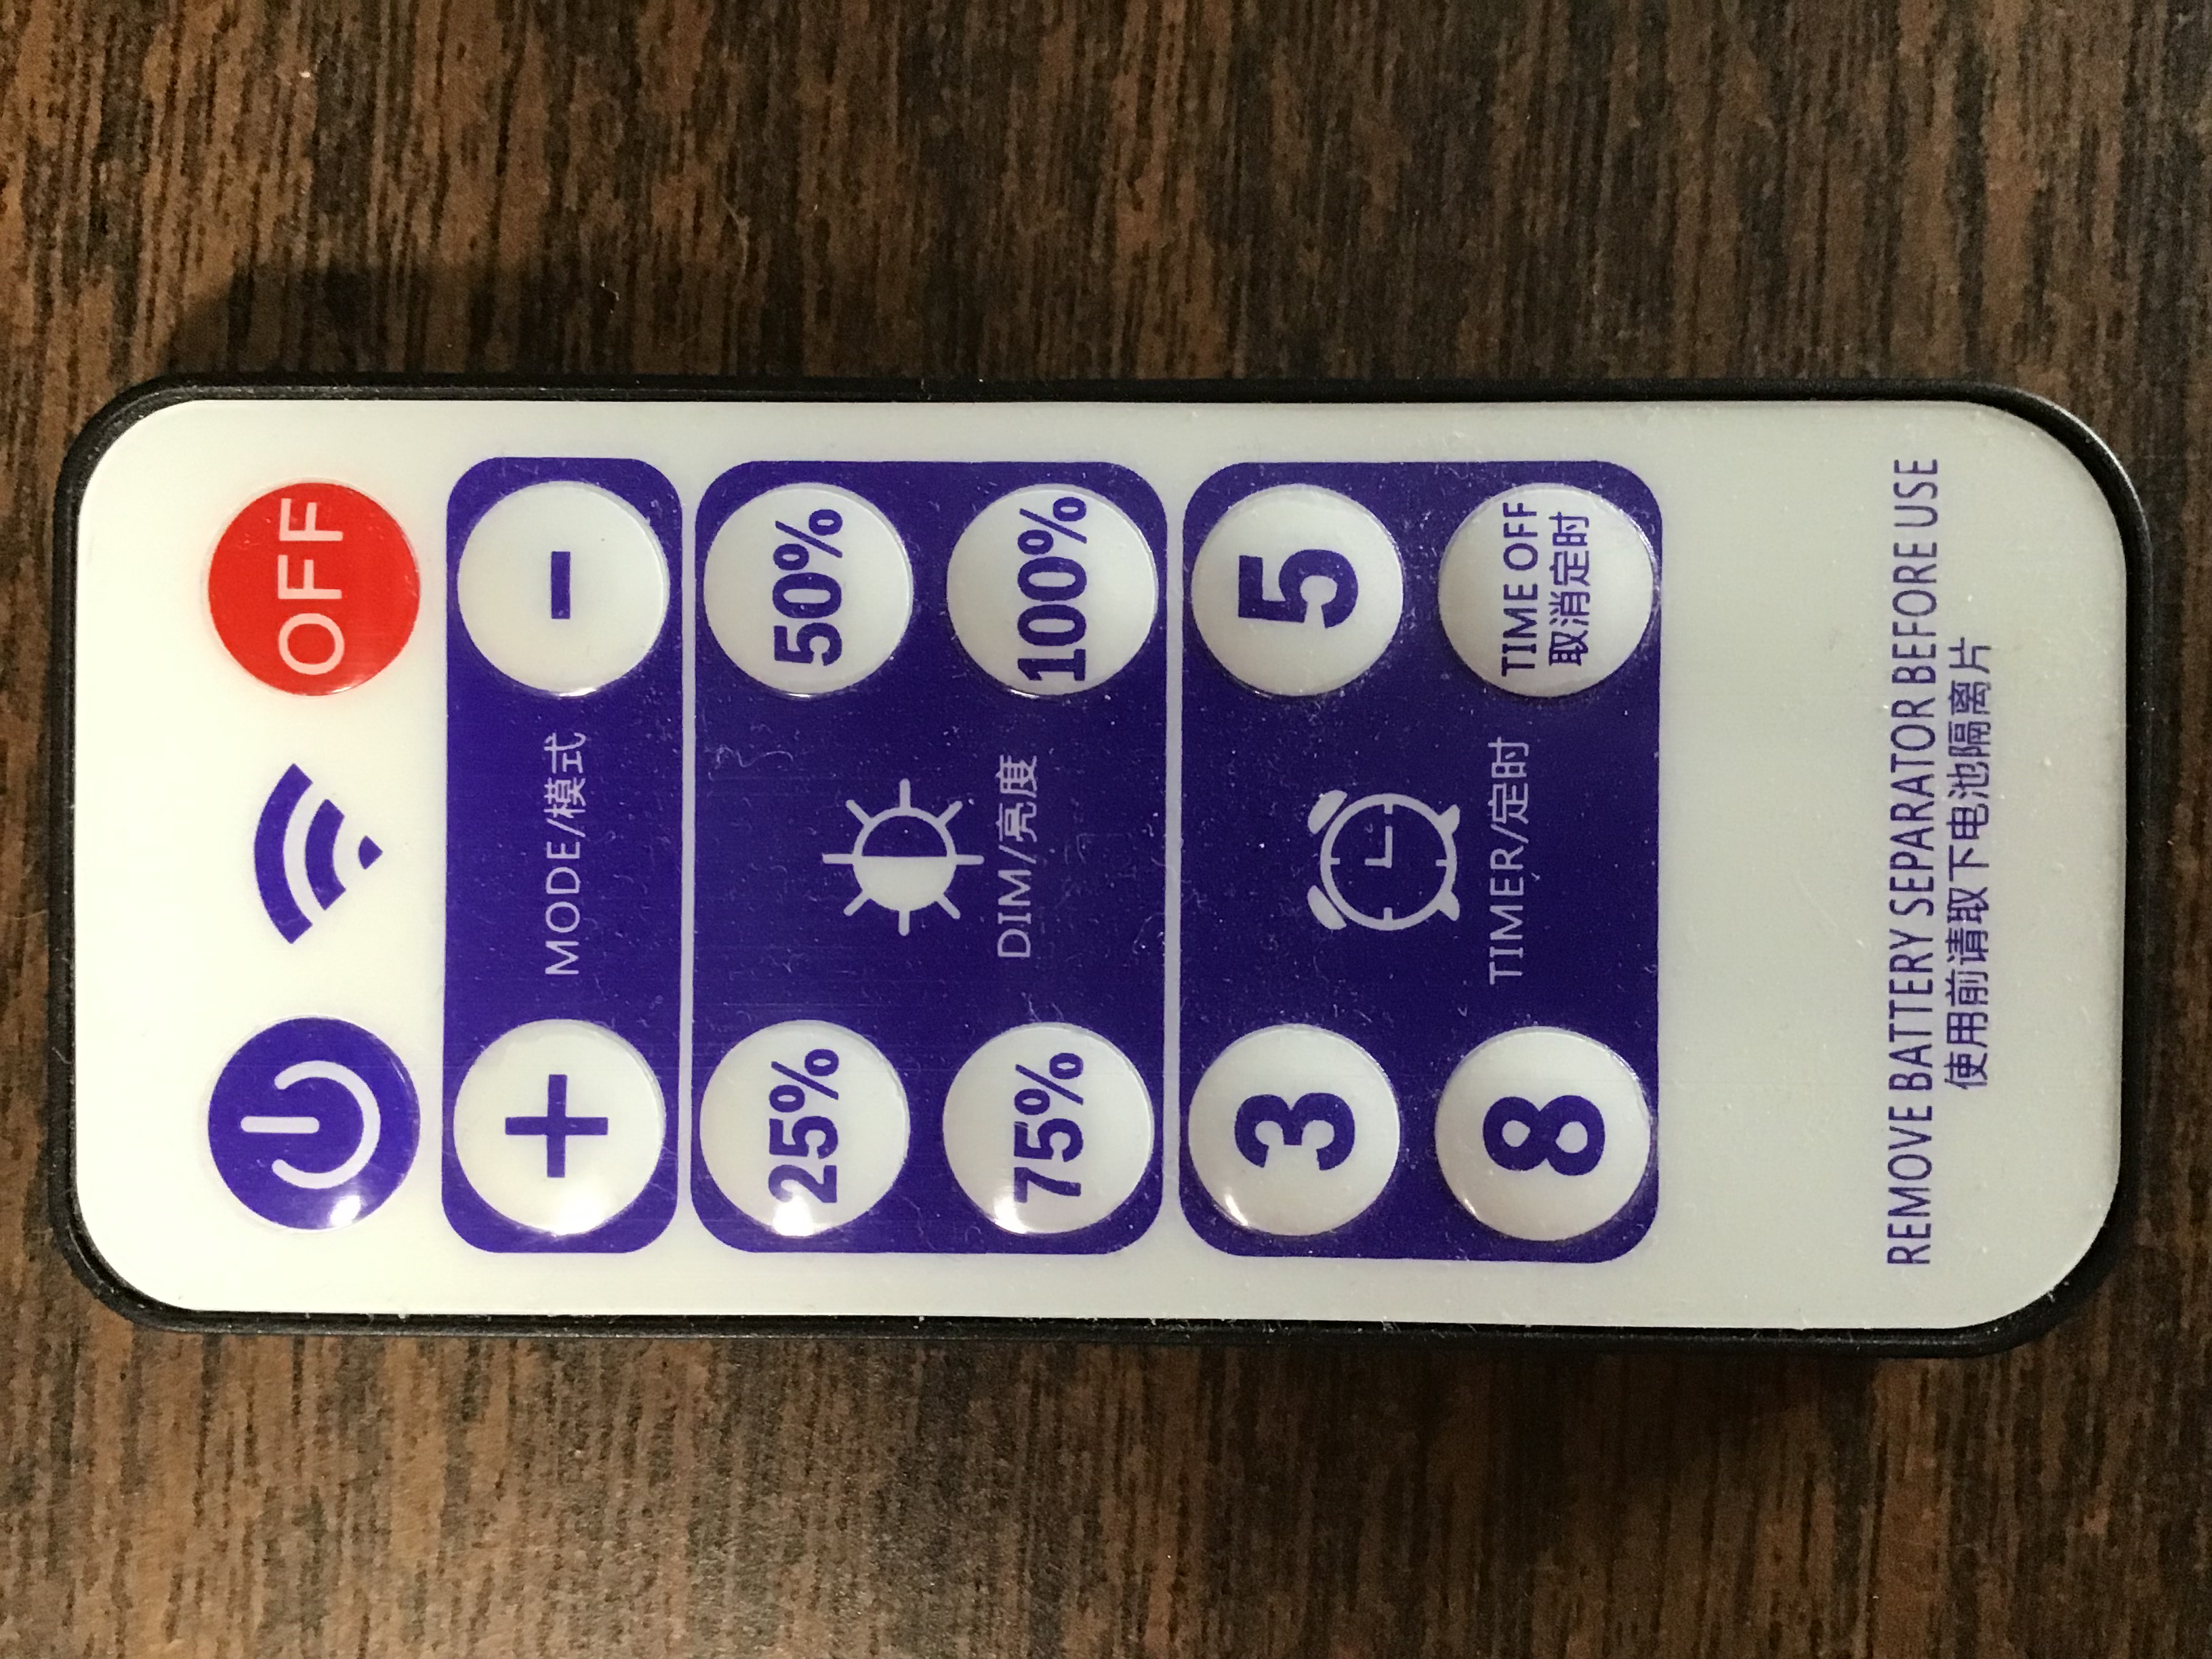 OFF
+ MODE/模式 -
25% 50%
DIM/亮度
75% 100%
3 5
TIMER/定时
8 TIME OFF
取消定时
REMOVE BATTERY SEPARATOR BEFORE USE
使用前请取下电池隔离片